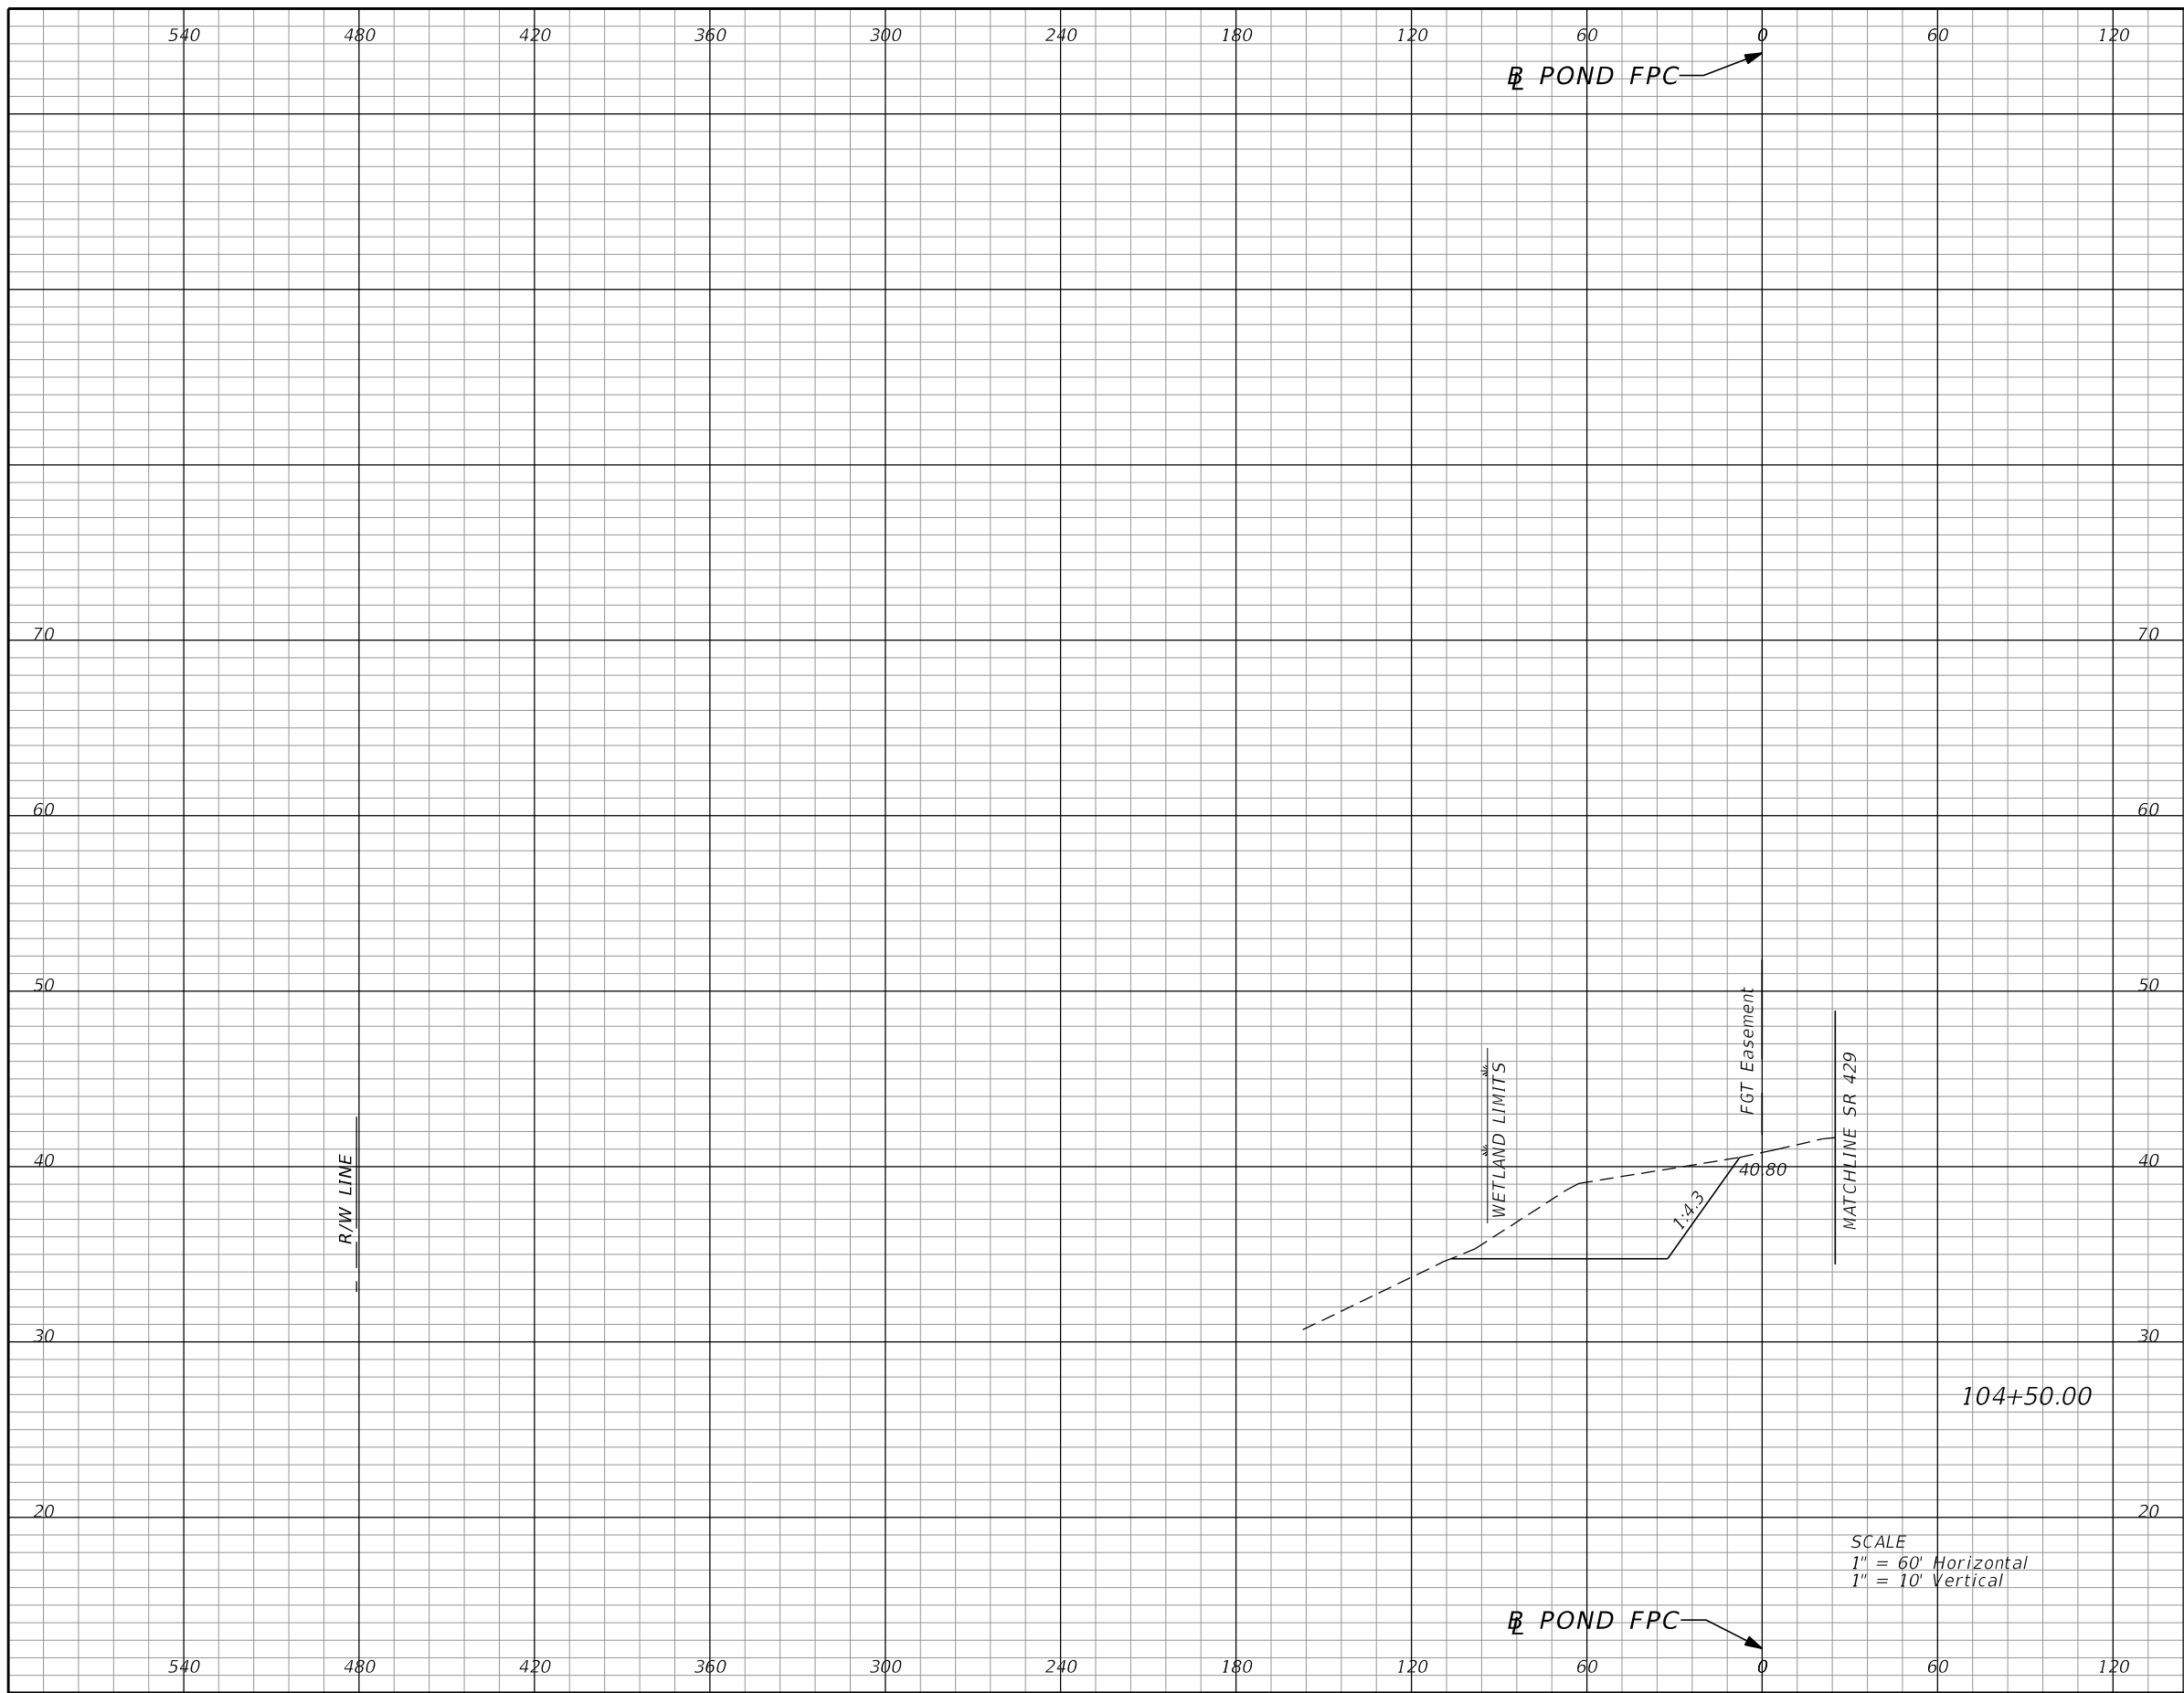 540 480 420 360 300 240 180 120 60 0 60 120
BL POND FPC
70 70
60 60
50 50
FGT Easement
WETLAND LIMITS
MATCHLINE SR 429
R/W LINE
40 40
40.80
1:4.3
30 30
104+50.00
20 20
SCALE
1" = 60' Horizontal
1" = 10' Vertical
BL POND FPC
540 480 420 360 300 240 180 120 60 0 60 120